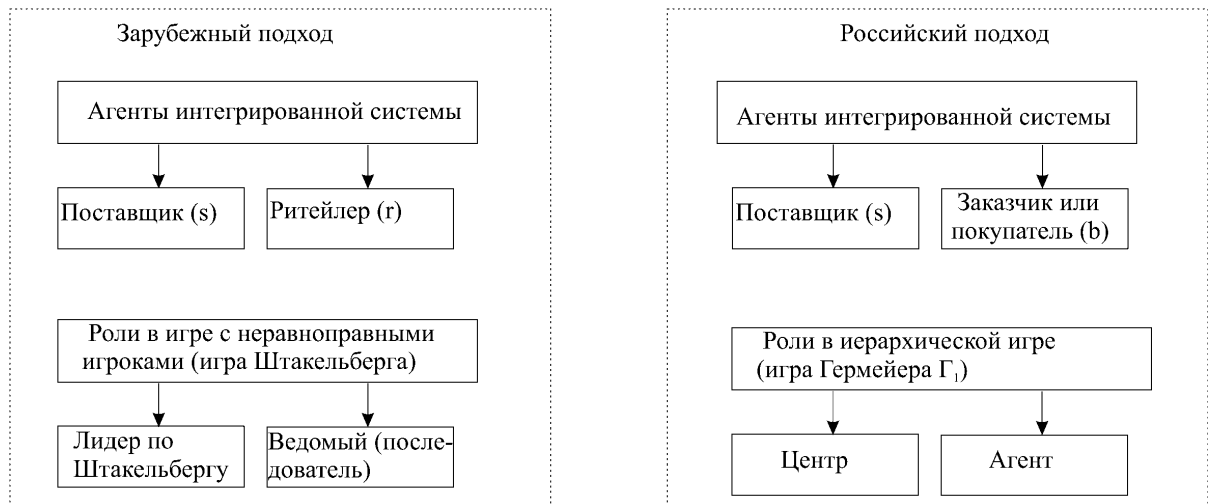 Зарубежный подход
Агенты интегрированной системы
Поставщик (s)
Ритейлер (r)
Роли в игре с неравноправными
игроками (игра Штакельберга)
Лидер по
Штакельбергу
Ведомый (после-
дователь)
Российский подход
Агенты интегрированной системы
Поставщик (s)
Заказчик или
покупатель (b)
Роли в иерархической игре
(игра Гермейера Г₁)
Центр
Агент